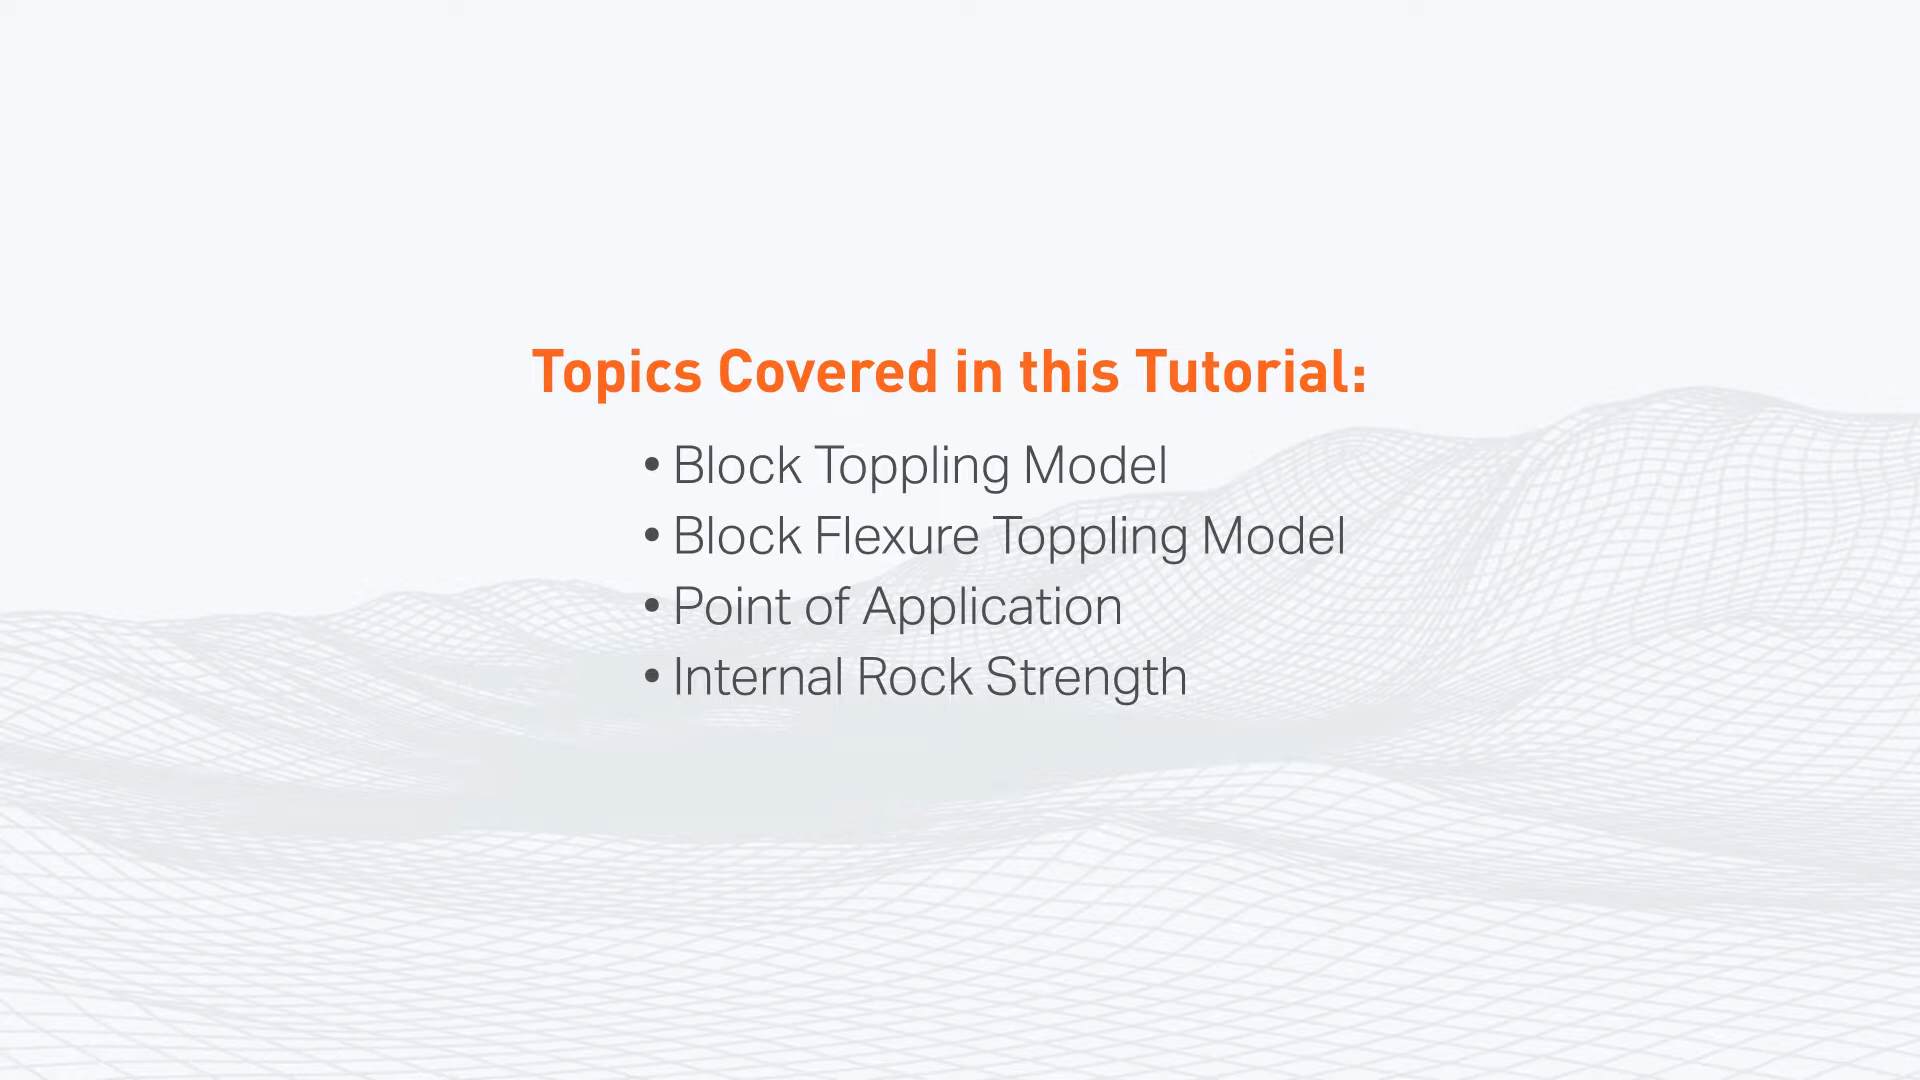 Topics Covered in this Tutorial:
• Block Toppling Model
• Block Flexure Toppling Model
• Point of Application
• Internal Rock Strength